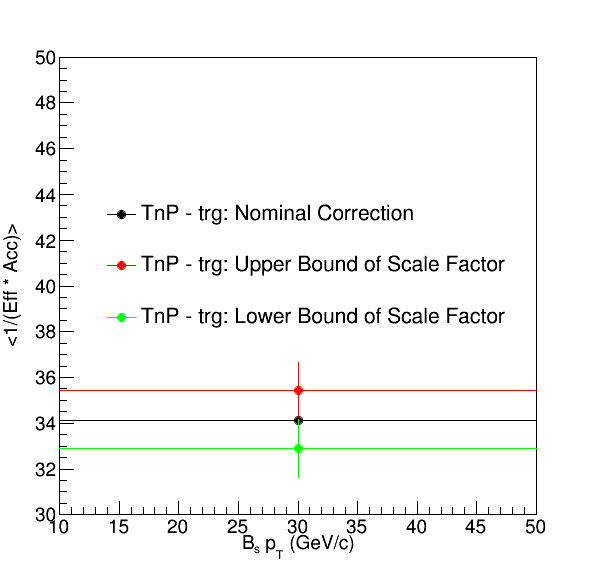 50
48
46
44
42
40
38
36
34
32
30
<1/(Eff * Acc)>
TnP - trg: Nominal Correction
TnP - trg: Upper Bound of Scale Factor
TnP - trg: Lower Bound of Scale Factor
10 15 20 25 30 35 40 45 50
Bs pT (GeV/c)